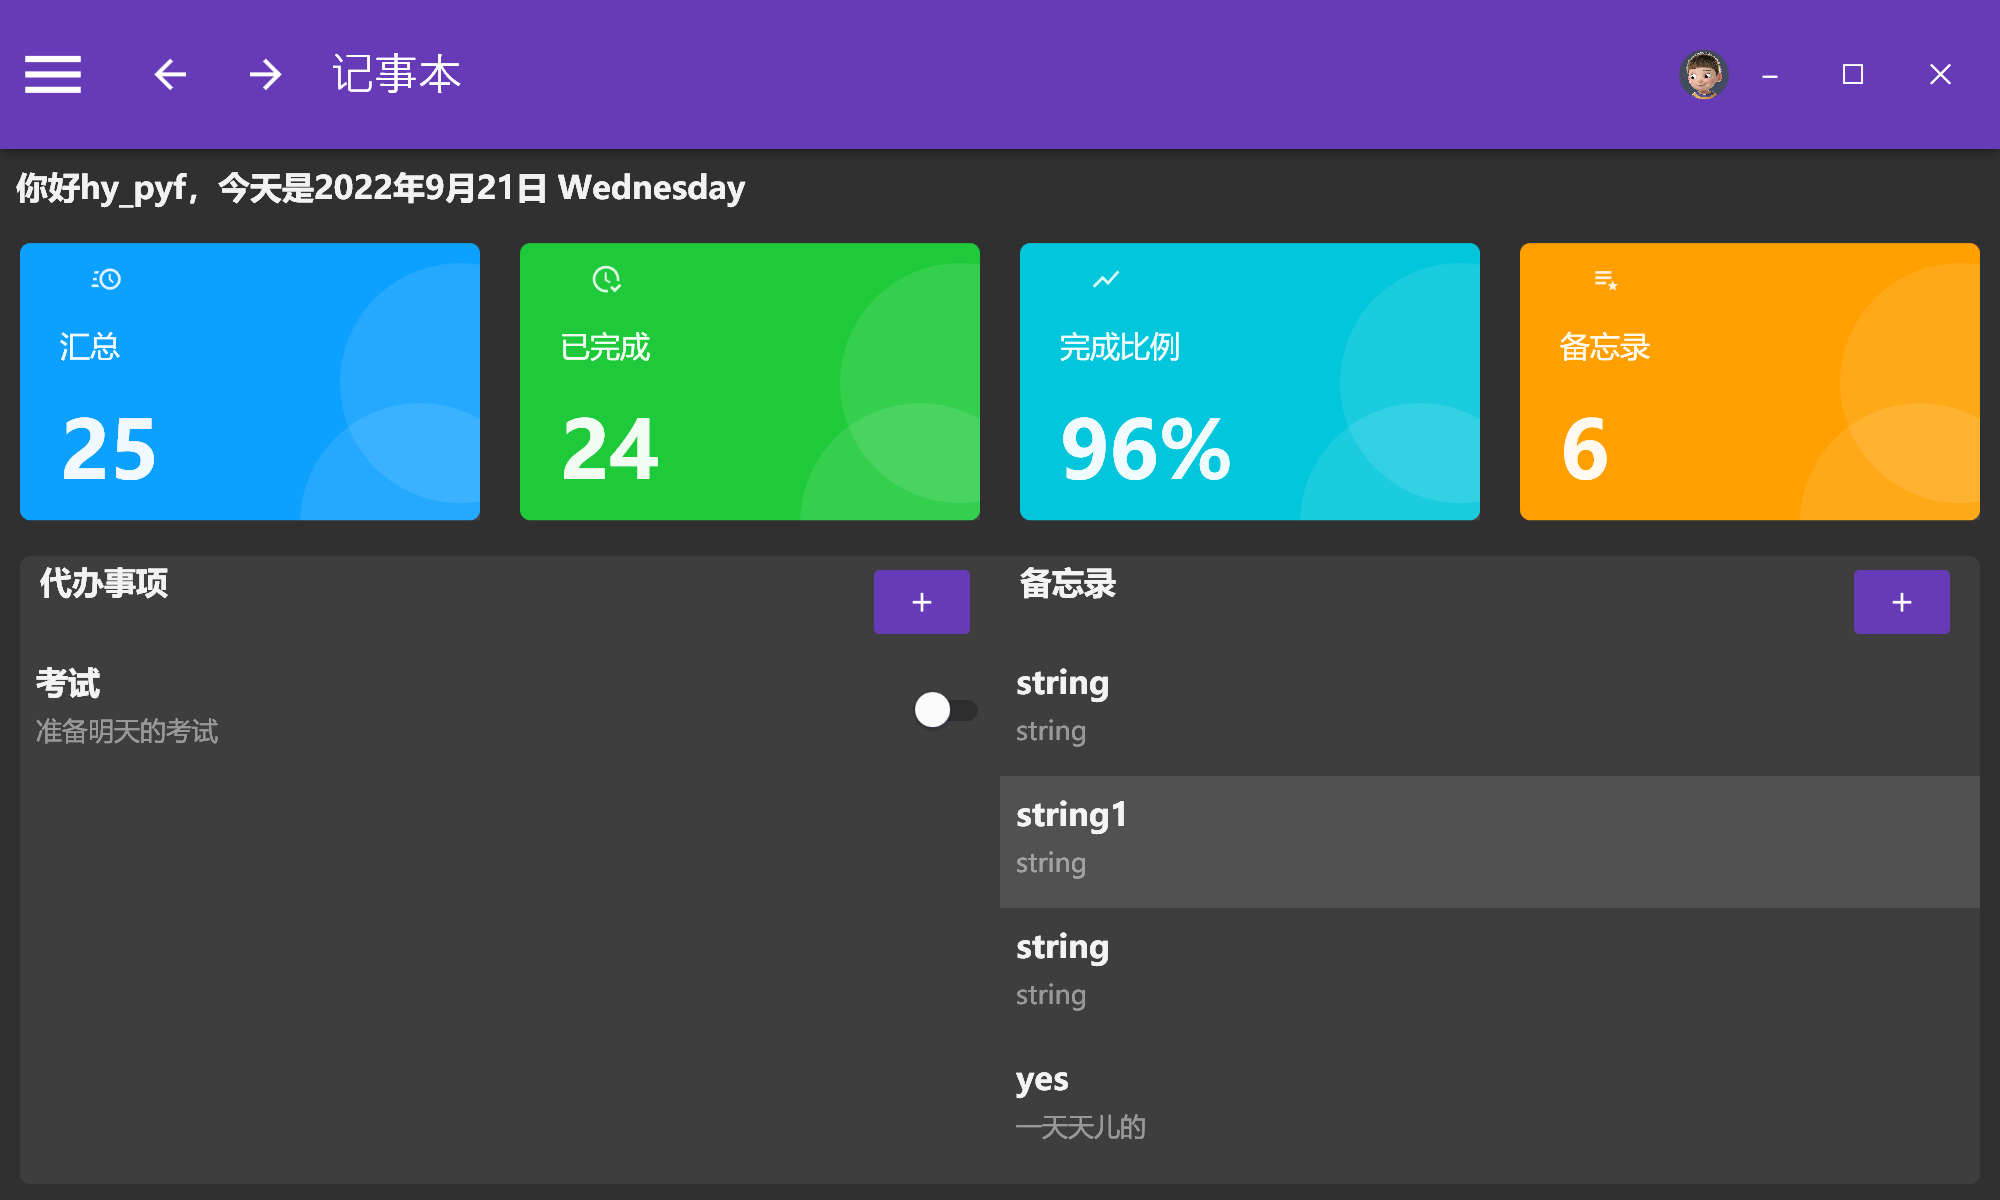 记事本
你好hy_pyf，今天是2022年9月21日 Wednesday
汇总
25
已完成
24
完成比例
96%
备忘录
6
代办事项
考试
准备明天的考试
备忘录
string
string
string1
string
string
string
yes
一天天儿的